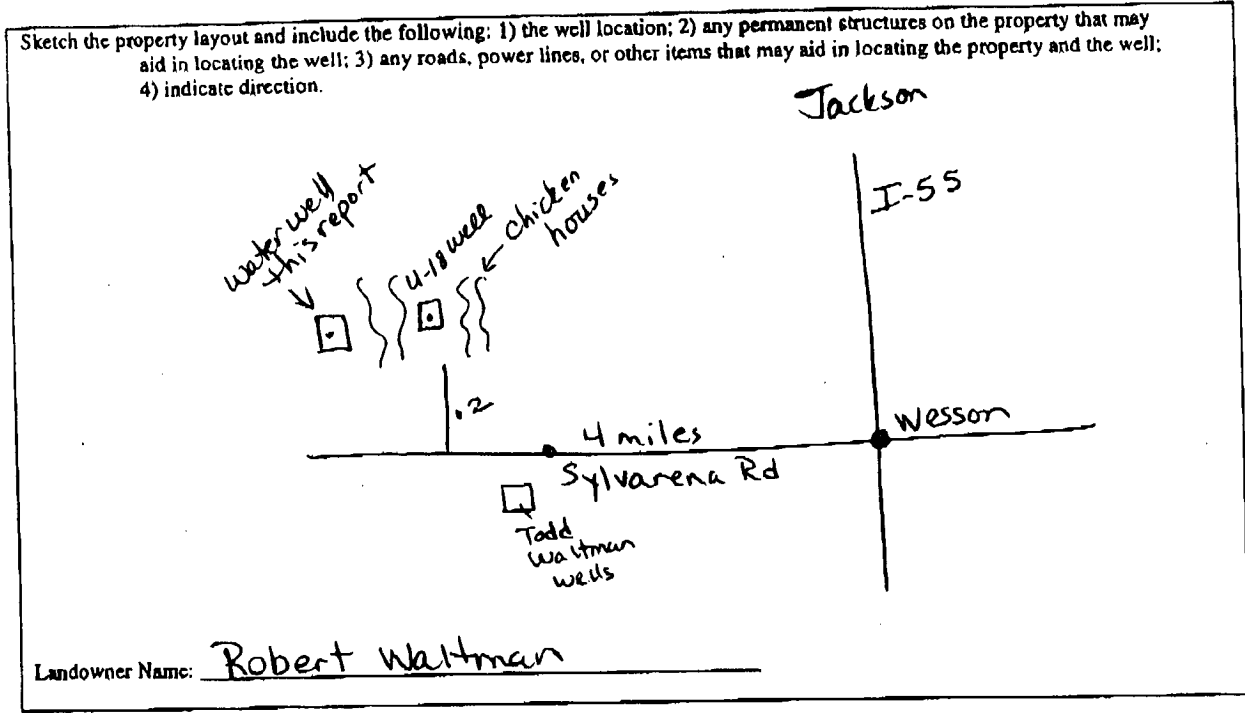 Sketch the property layout and include the following: 1) the well location; 2) any permanent structures on the property that may
aid in locating the well; 3) any roads, power lines, or other items that may aid in locating the property and the well;
4) indicate direction.
Jackson
I-55
water well
this report
U-18 well
chicken
houses
.2
4 miles
Wesson
Sylvarena Rd
Todd
Waltman
wells
Landowner Name: Robert Waltman